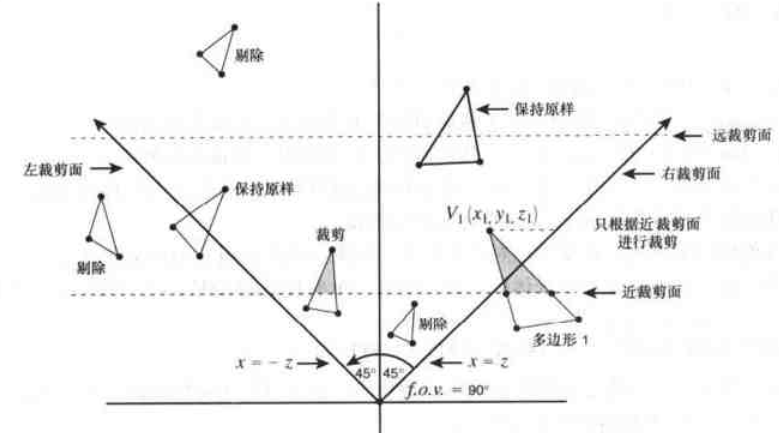 剔除
保持原样
远裁剪面
左裁剪面
右裁剪面
保持原样
V₁(x₁, y₁, z₁)
只根据近裁剪面
进行裁剪
裁剪
剔除
近裁剪面
剔除
多边形 1
x = − z
x = z
45° 45°
f.o.v. = 90°